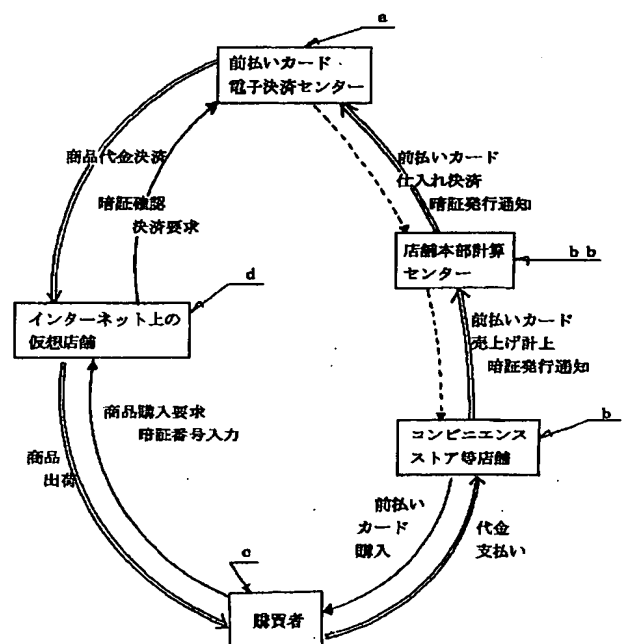 a
前払いカード
電子決済センター
商品代金決済
前払いカード
仕入れ決済
暗証発行通知
暗証確認
決済要求
店舗本部計算
センター
bb
d
インターネット上の
仮想店舗
前払いカード
売上げ計上
暗証発行通知
商品購入要求
暗証番号入力
b
コンビニエンス
ストア等店舗
商品
出荷
前払い
カード
購入
代金
支払い
c
購買者